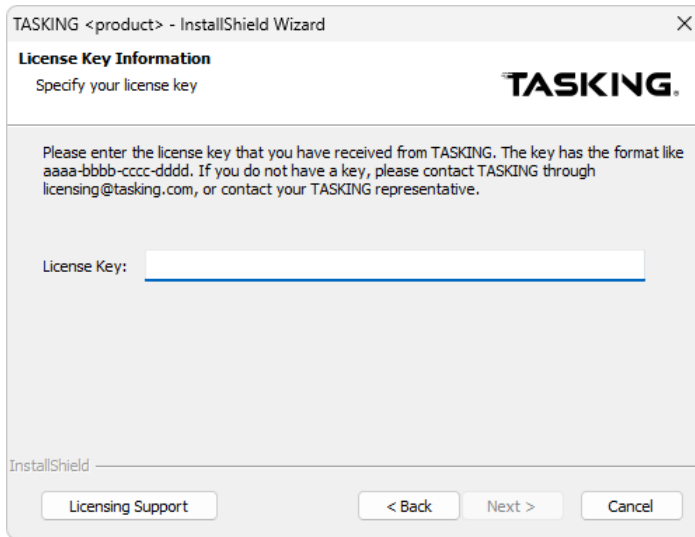 TASKING <product> - InstallShield Wizard
License Key Information
Specify your license key
TASKING.
Please enter the license key that you have received from TASKING. The key has the format like
aaaa-bbbb-cccc-dddd. If you do not have a key, please contact TASKING through
licensing@tasking.com, or contact your TASKING representative.
License Key:
InstallShield
Licensing Support
< Back
Next >
Cancel